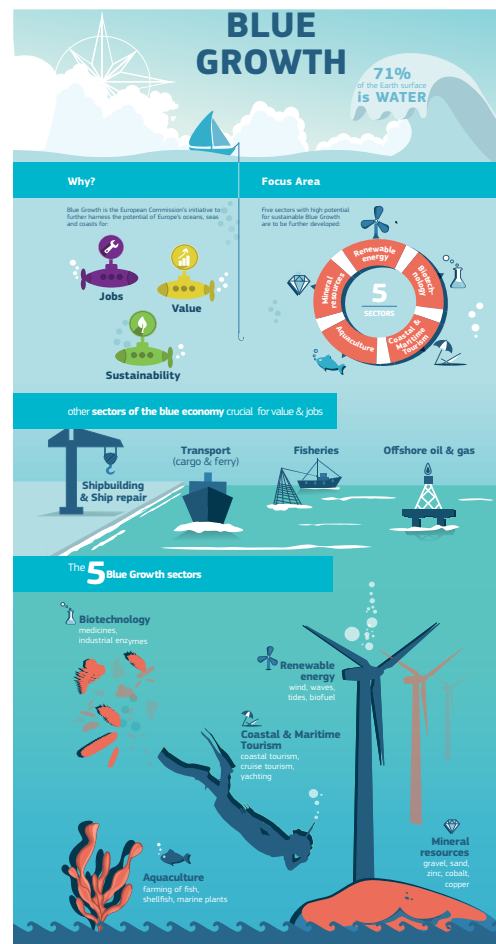 BLUE
GROWTH
71%
of the Earth surface
is WATER
Why?
Blue Growth is the European Commission's initiative to
further harness the potential of Europe's oceans, seas
and coasts for:
Jobs
Value
Sustainability
Focus Area
Five sectors with high potential
for sustainable Blue Growth
are to be further developed:
Renewable
energy
Biotech-
nology
Coastal &
Maritime
Tourism
Aquaculture
Mineral
resources
5
SECTORS
other sectors of the blue economy crucial for value & jobs
Shipbuilding
& Ship repair
Transport
(cargo & ferry)
Fisheries
Offshore oil & gas
The 5 Blue Growth sectors
Biotechnology
medicines,
industrial enzymes
Renewable
energy
wind, waves,
tides, biofuel
Coastal & Maritime
Tourism
coastal tourism,
cruise tourism,
yachting
Mineral
resources
gravel, sand,
zinc, cobalt,
copper
Aquaculture
farming of fish,
shellfish, marine plants